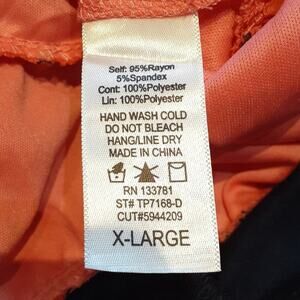 Self: 95%Rayon
5%Spandex
Cont: 100%Polyester
Lin: 100%Polyester
HAND WASH COLD
DO NOT BLEACH
HANG/LINE DRY
MADE IN CHINA
RN 133781
ST# TP7168-D
CUT#5944209
X-LARGE